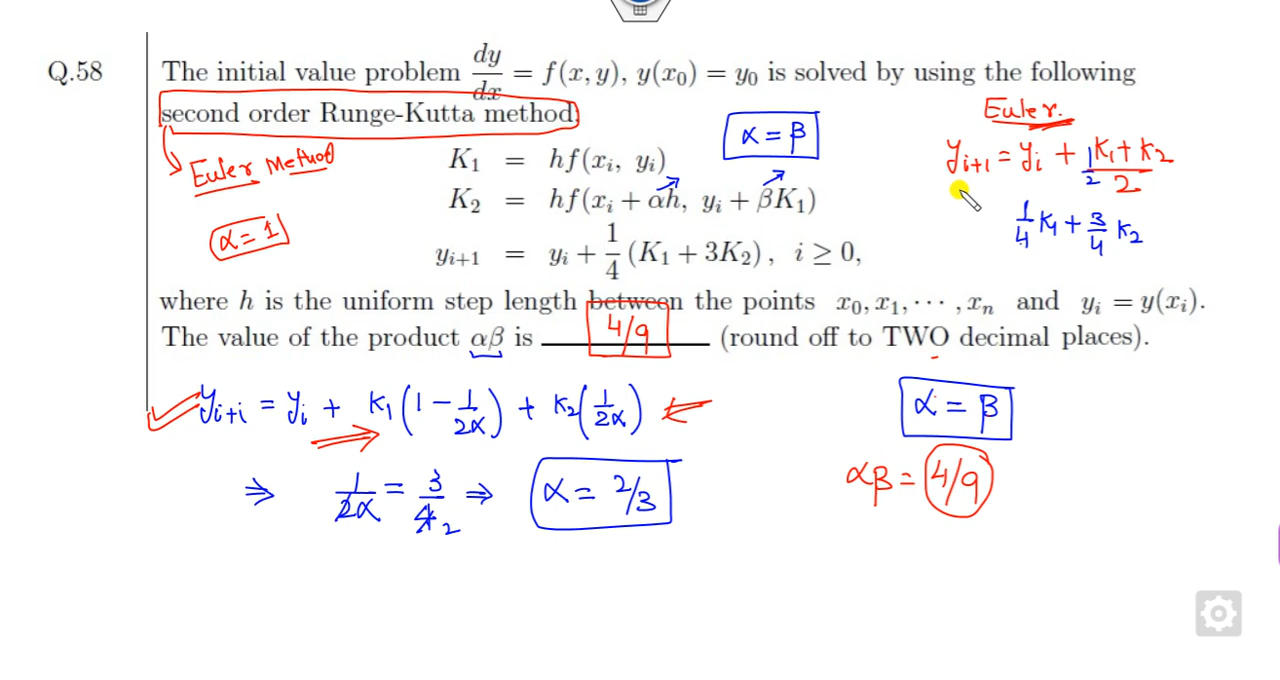 Q.58 The initial value problem dy/dx = f(x, y), y(x₀) = y₀ is solved by using the following
second order Runge-Kutta method
Euler.
α = β
Euler Method
K₁ = hf(xᵢ, yᵢ)
yᵢ₊₁ = yᵢ + (1/2) K₁ + K₂ / 2
K₂ = hf(xᵢ + αh, yᵢ + βK₁)
α = 1
1/4 K₁ + 3/4 K₂
yᵢ₊₁ = yᵢ + 1/4 (K₁ + 3K₂), i ≥ 0,
where h is the uniform step length between the points x₀, x₁, ⋯ , xₙ and yᵢ = y(xᵢ).
The value of the product αβ is 4/9 (round off to TWO decimal places).
yᵢ₊ᵢ = yᵢ + K₁(1 − 1/2α) + K₂(1/2α)
α = β
⇒ 1/2α = 3/4 2 ⇒ α = 2/3
αβ = 4/9